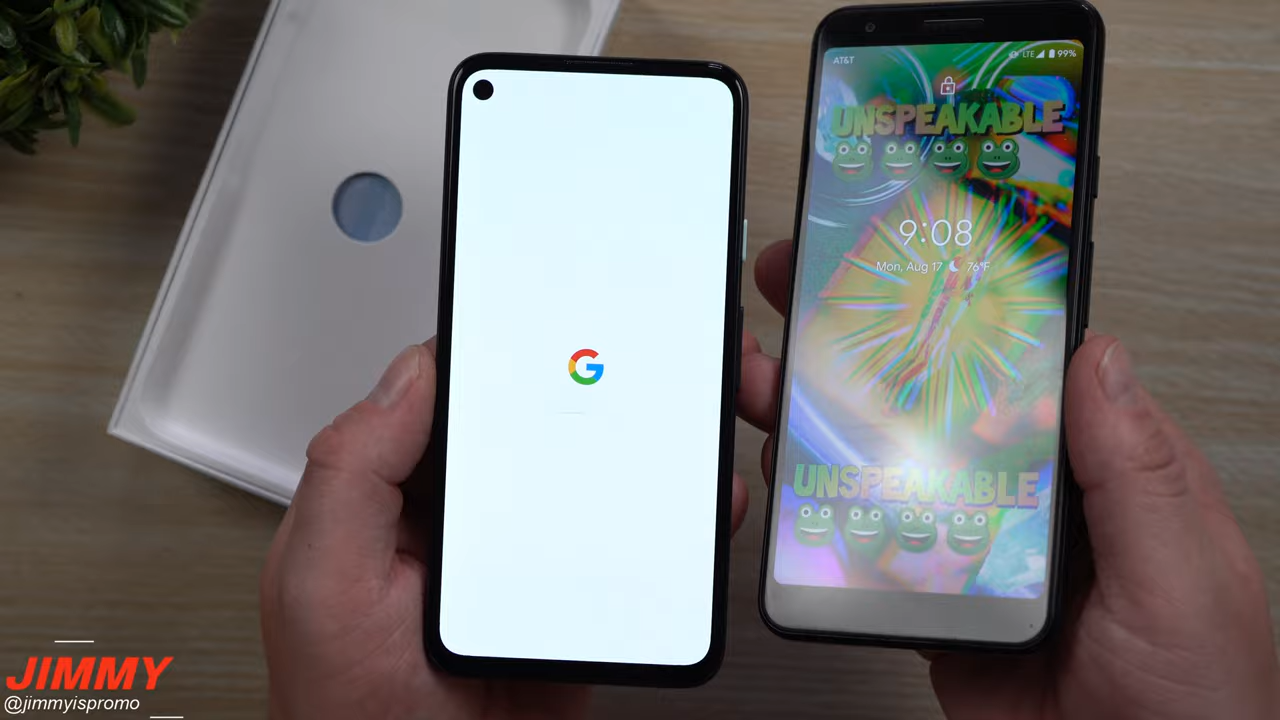 AT&T
LTE 99%
UNSPEAKABLE
9:08
Mon, Aug 17 76°F
UNSPEAKABLE
G
JIMMY
@jimmyispromo